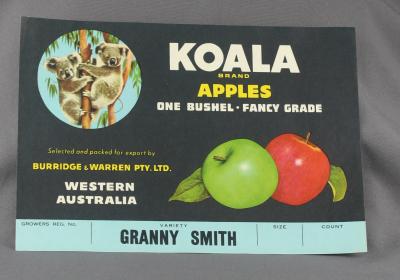 KOALA
BRAND
APPLES
ONE BUSHEL · FANCY GRADE
Selected and packed for export by
BURRIDGE & WARREN PTY. LTD.
WESTERN
AUSTRALIA
GROWERS REG. No.
VARIETY
GRANNY SMITH
SIZE
COUNT